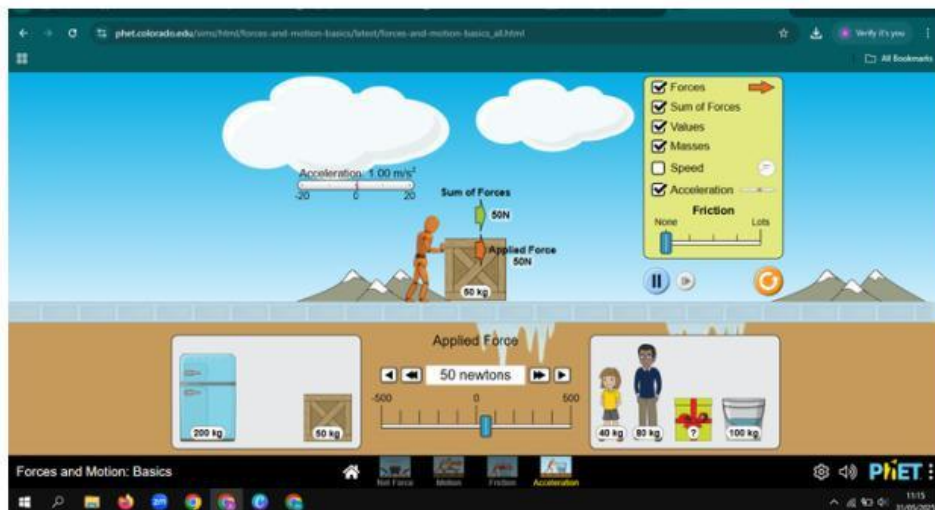 phet.colorado.edu/sims/html/forces-and-motion-basics/latest/forces-and-motion-basics_all.html
Verify it's you
All Bookmarks
Forces
Sum of Forces
Values
Masses
Speed
Acceleration
Friction
None Lots
Acceleration: 1.00 m/s²
-20 0 20
Sum of Forces
50N
Applied Force
50N
50 kg
Applied Force
50 newtons
-500 0 500
200 kg
50 kg
40 kg
80 kg
?
100 kg
Forces and Motion: Basics
Net Force
Motion
Friction
Acceleration
PhET
11:15
31/05/2025